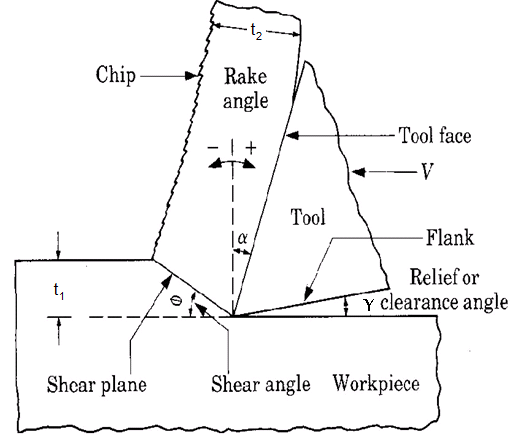 t2
Chip
Rake
angle
- +
Tool face
V
α
Tool
Flank
Relief or
γ clearance angle
t1
θ
Shear plane
Shear angle
Workpiece